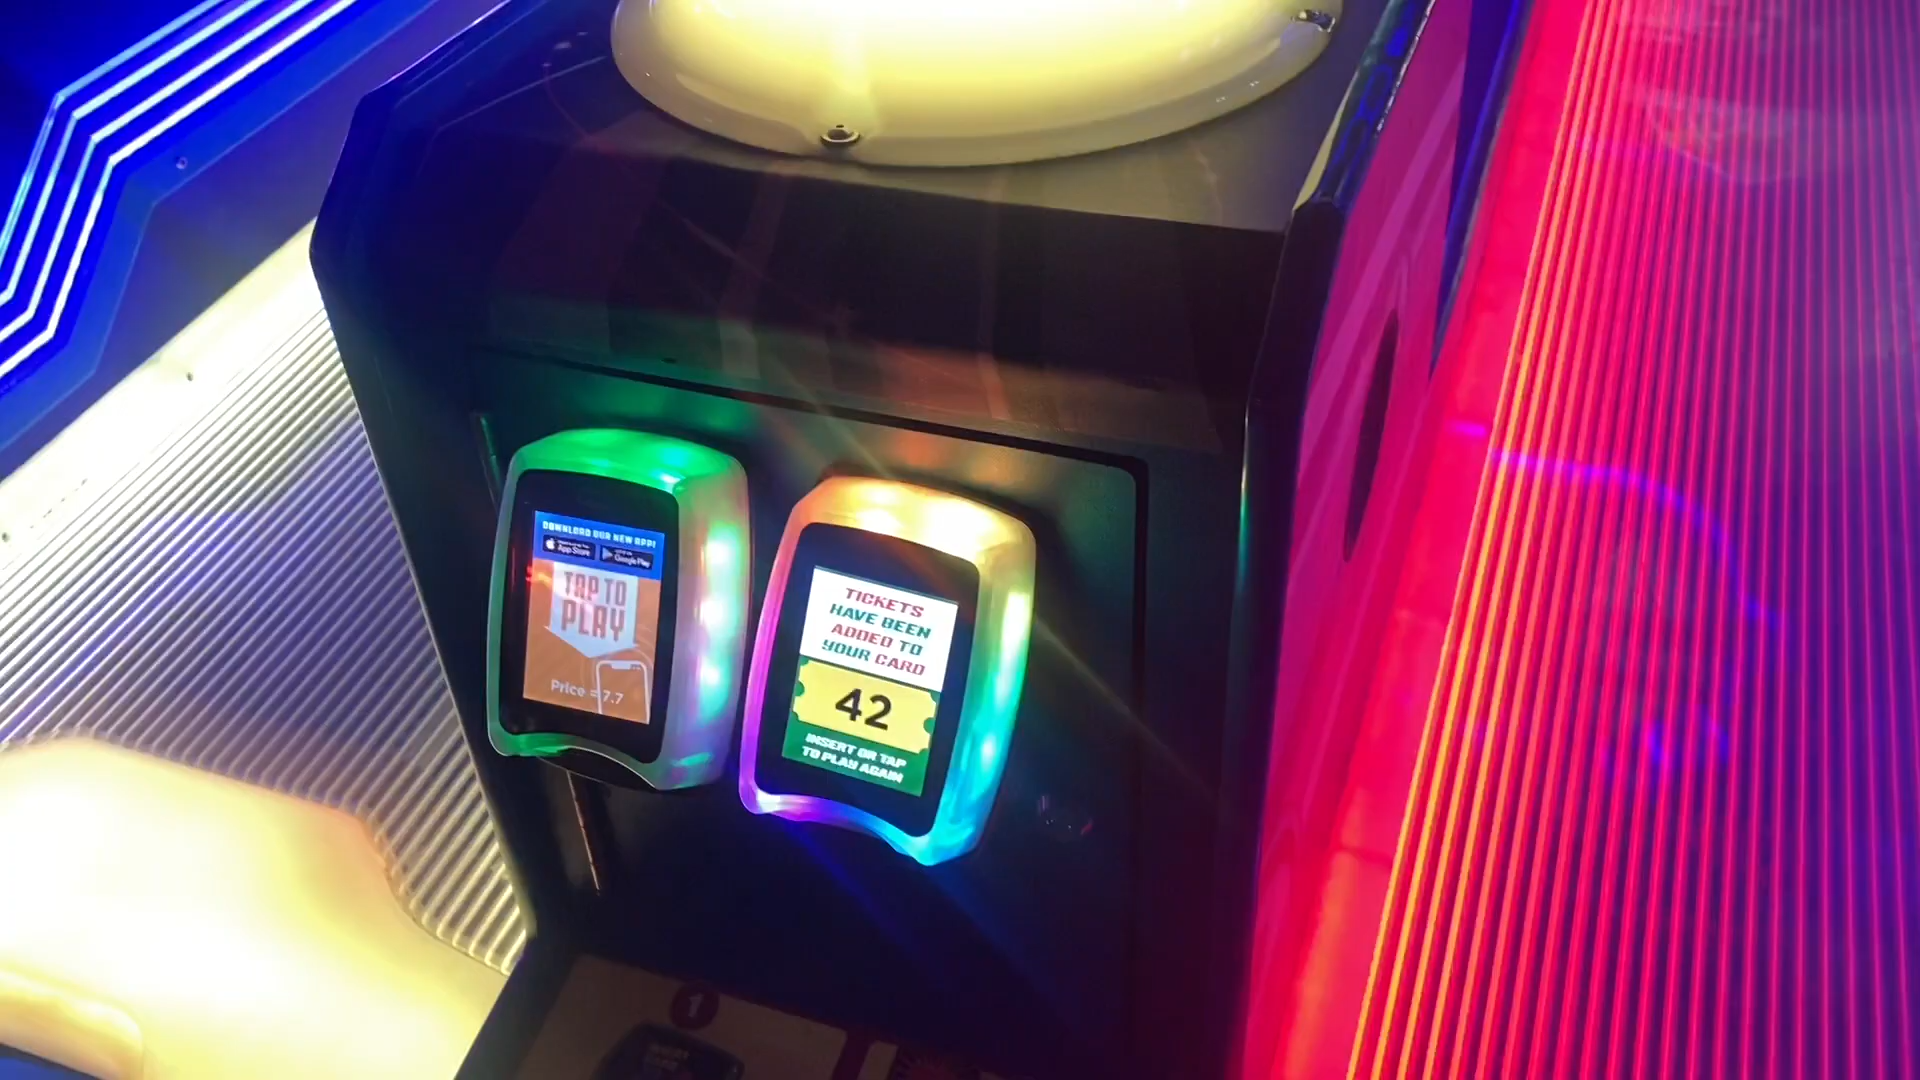 DOWNLOAD OUR NEW APP!
App Store
Google Play
TAP TO
PLAY
Price = 7.7
TICKETS
HAVE BEEN
ADDED TO
YOUR CARD
42
INSERT OR TAP
TO PLAY AGAIN
1